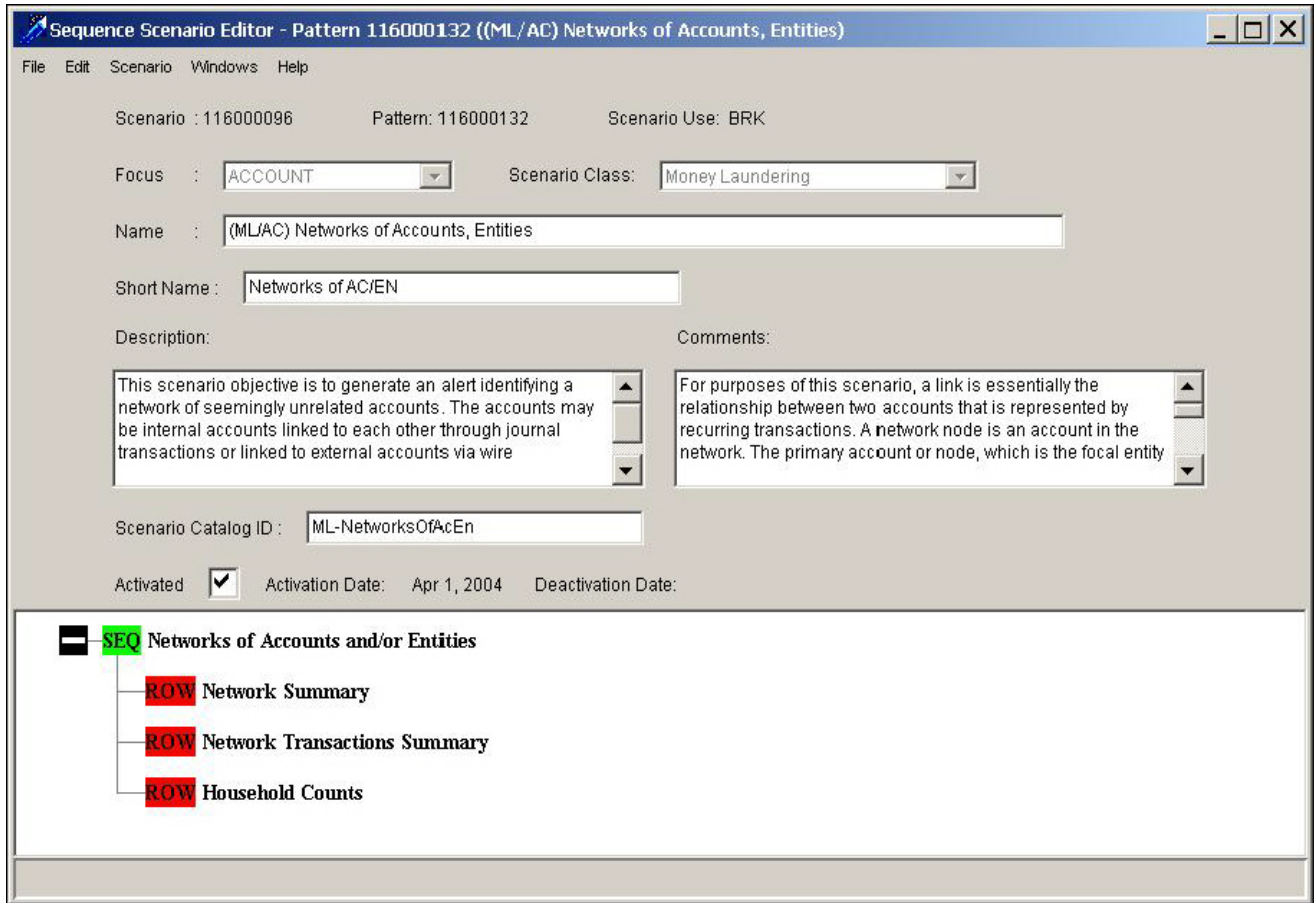 Sequence Scenario Editor - Pattern 116000132 ((ML/AC) Networks of Accounts, Entities)
File Edit Scenario Windows Help
Scenario : 116000096 Pattern: 116000132 Scenario Use: BRK
Focus : ACCOUNT Scenario Class: Money Laundering
Name : (ML/AC) Networks of Accounts, Entities
Short Name : Networks of AC/EN
Description: Comments:
This scenario objective is to generate an alert identifying a
network of seemingly unrelated accounts. The accounts may
be internal accounts linked to each other through journal
transactions or linked to external accounts via wire
For purposes of this scenario, a link is essentially the
relationship between two accounts that is represented by
recurring transactions. A network node is an account in the
network. The primary account or node, which is the focal entity
Scenario Catalog ID : ML-NetworksOfAcEn
Activated Activation Date: Apr 1, 2004 Deactivation Date:
SEQ Networks of Accounts and/or Entities
ROW Network Summary
ROW Network Transactions Summary
ROW Household Counts